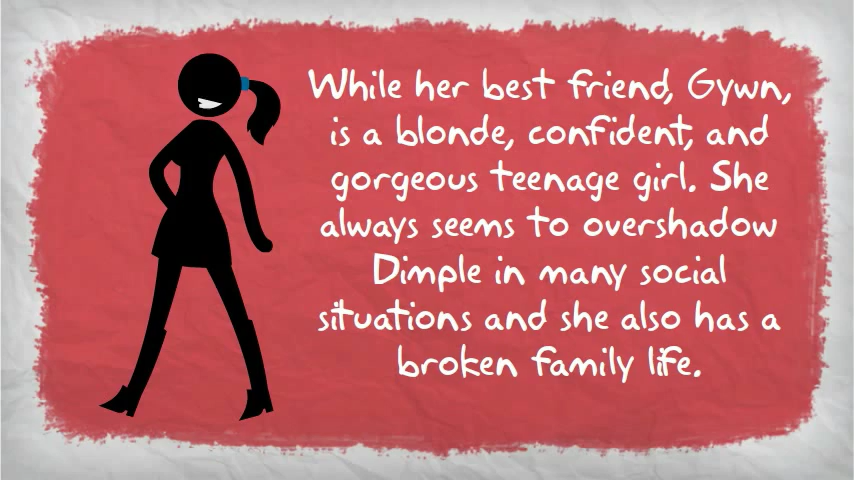 While her best friend, Gywn,
is a blonde, confident, and
gorgeous teenage girl. She
always seems to overshadow
Dimple in many social
situations and she also has a
broken family life.